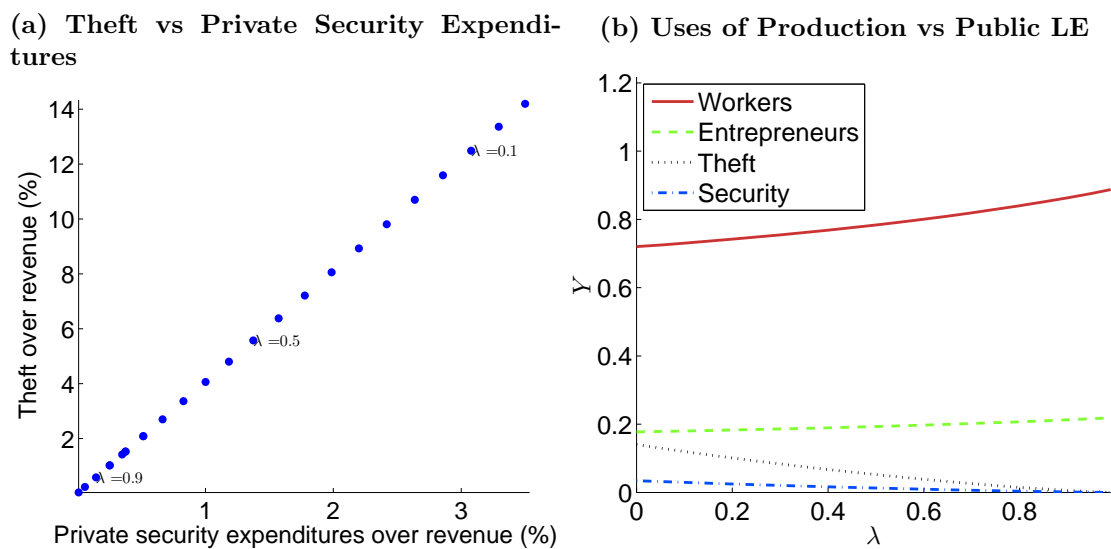 (a) Theft vs Private Security Expendi-
tures
14
12
10
8
6
4
2
λ =0.1
λ =0.5
λ =0.9
1
2
3
Theft over revenue (%)
Private security expenditures over revenue (%)
(b) Uses of Production vs Public LE
1.2
1
0.8
0.6
0.4
0.2
0
Workers
Entrepreneurs
Theft
Security
Y
0
0.2
0.4
0.6
0.8
λ